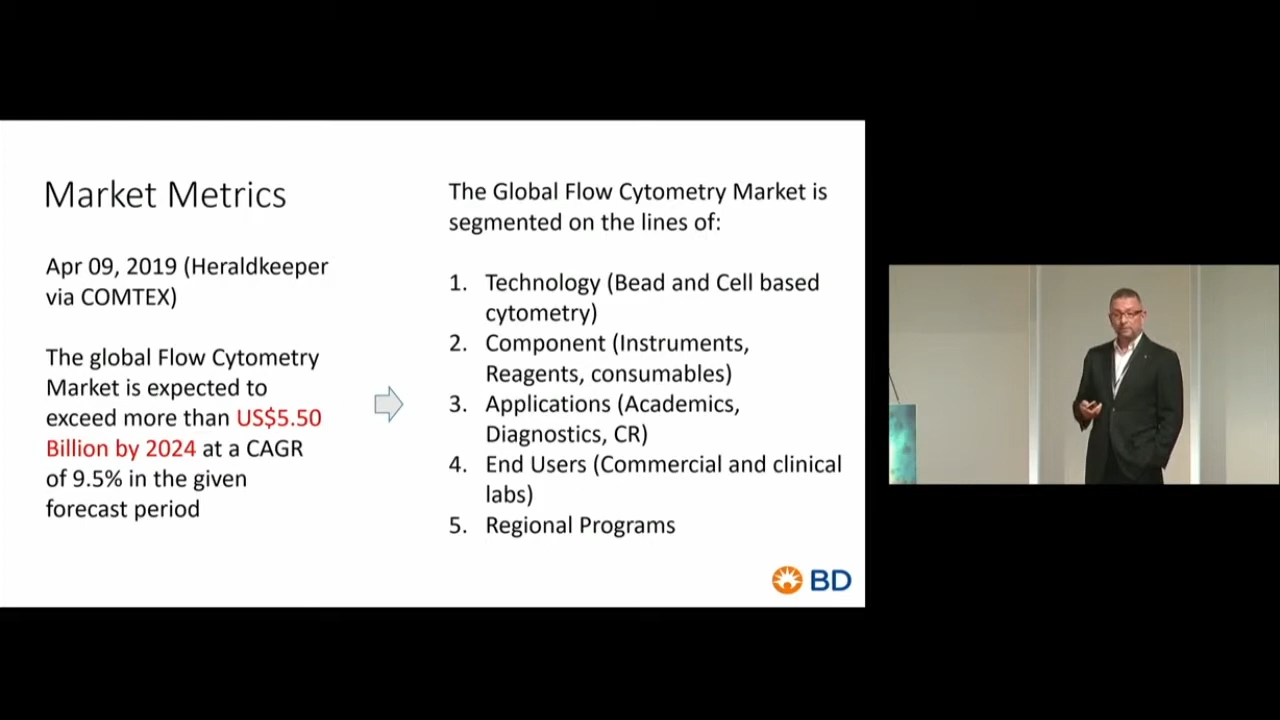 Market Metrics
Apr 09, 2019 (Heraldkeeper
via COMTEX)
The global Flow Cytometry
Market is expected to
exceed more than US$5.50
Billion by 2024 at a CAGR
of 9.5% in the given
forecast period
The Global Flow Cytometry Market is
segmented on the lines of:
1. Technology (Bead and Cell based
cytometry)
2. Component (Instruments,
Reagents, consumables)
3. Applications (Academics,
Diagnostics, CR)
4. End Users (Commercial and clinical
labs)
5. Regional Programs
BD